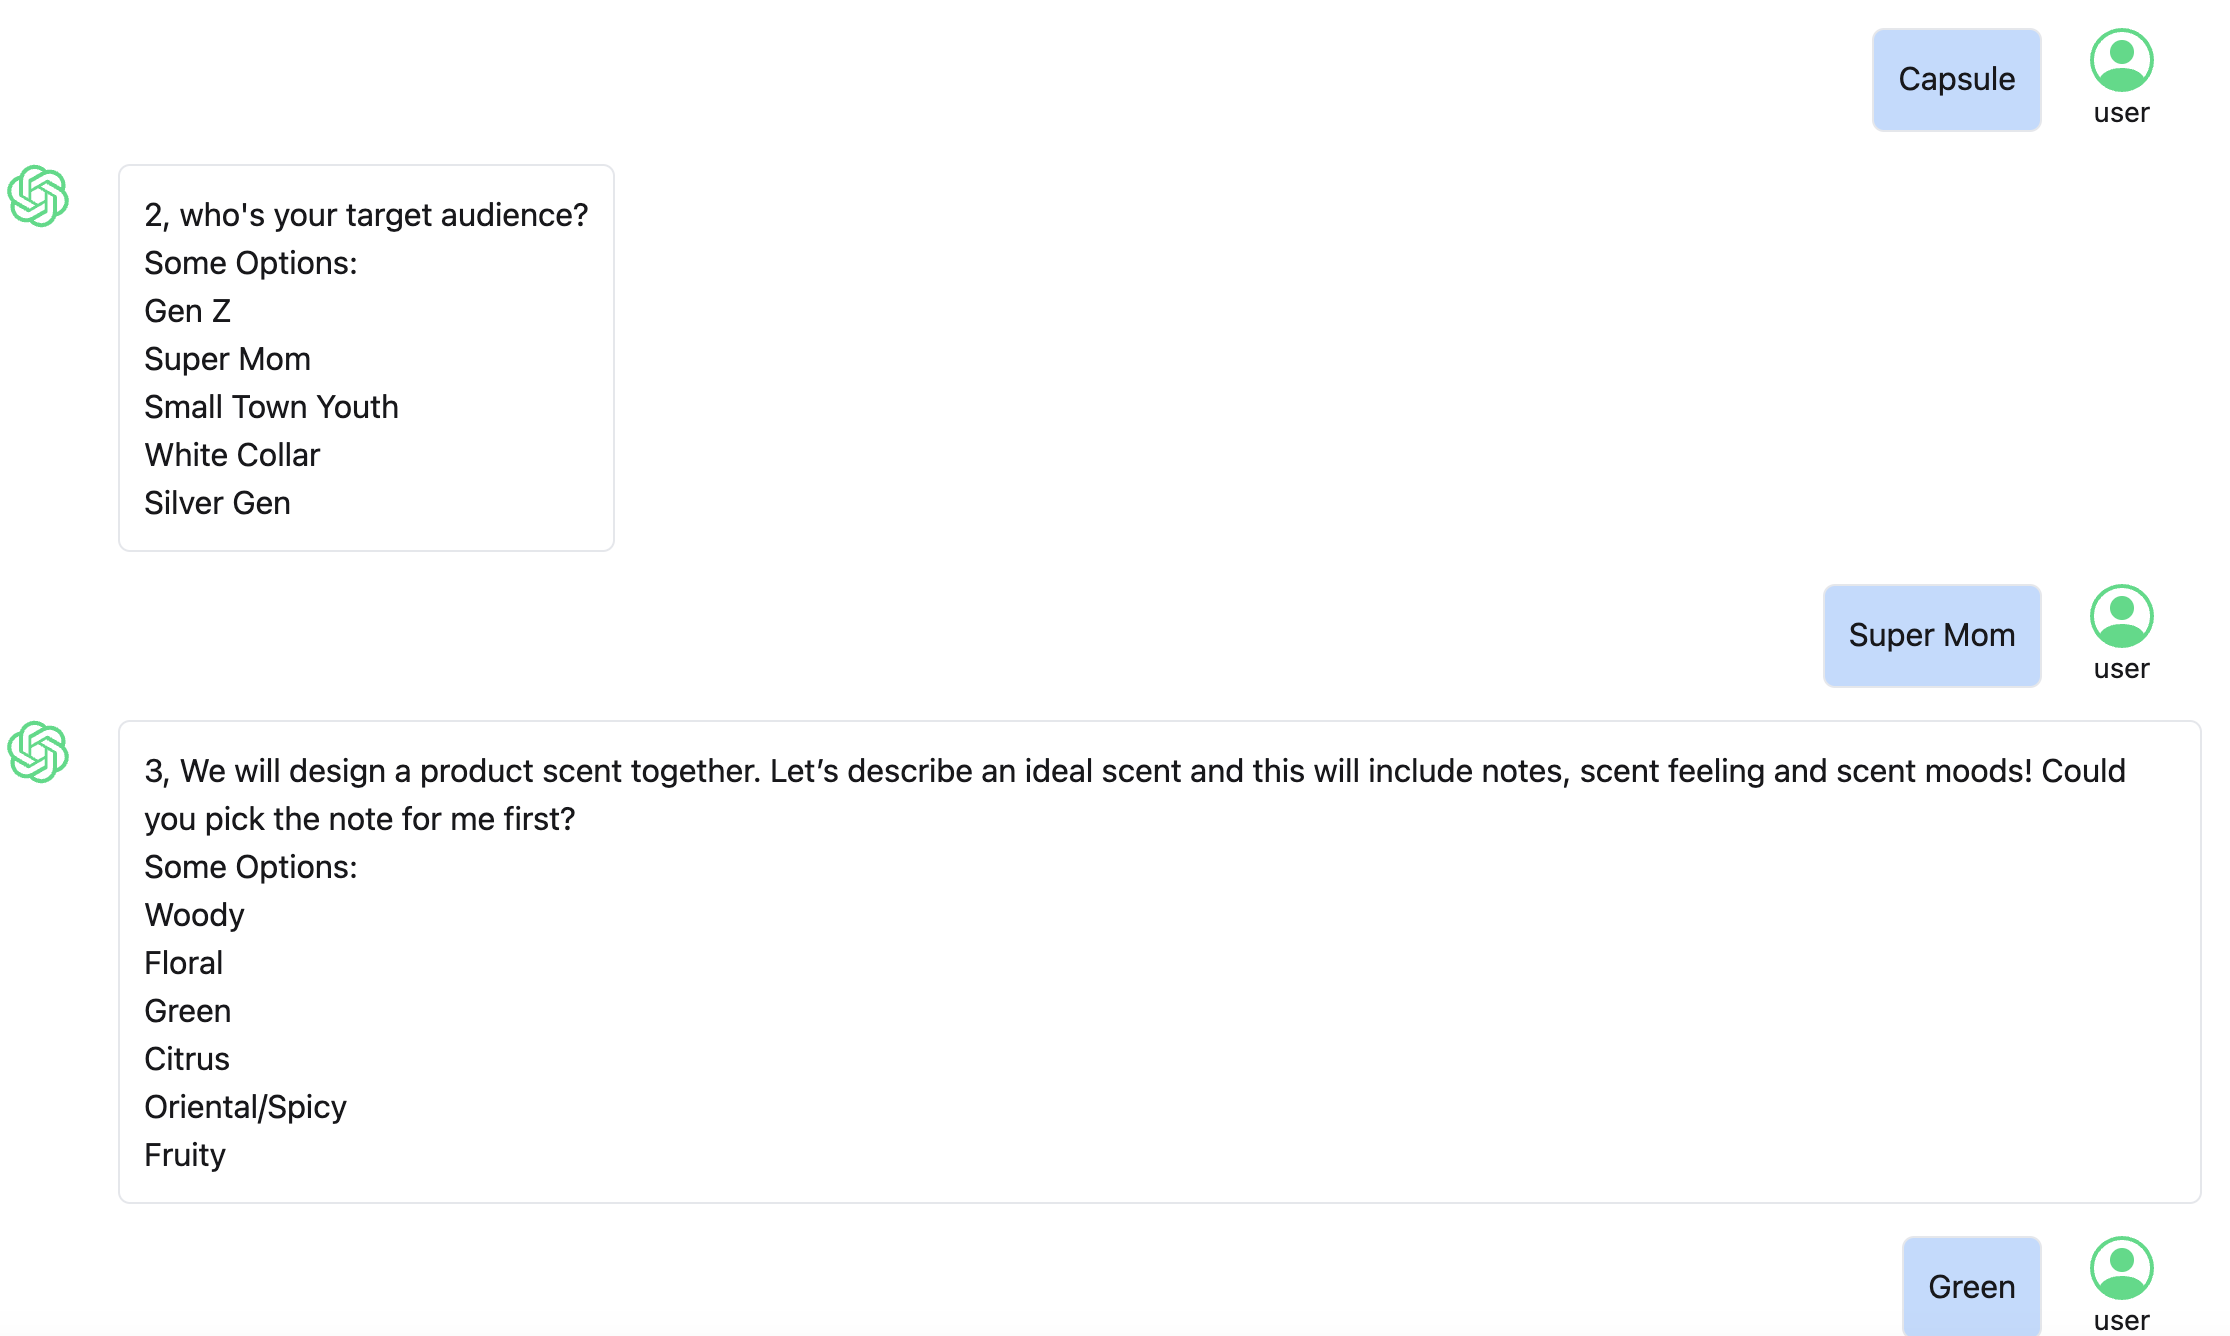 Capsule
user
2, who's your target audience?
Some Options:
Gen Z
Super Mom
Small Town Youth
White Collar
Silver Gen
Super Mom
user
3, We will design a product scent together. Let’s describe an ideal scent and this will include notes, scent feeling and scent moods! Could
you pick the note for me first?
Some Options:
Woody
Floral
Green
Citrus
Oriental/Spicy
Fruity
Green
user